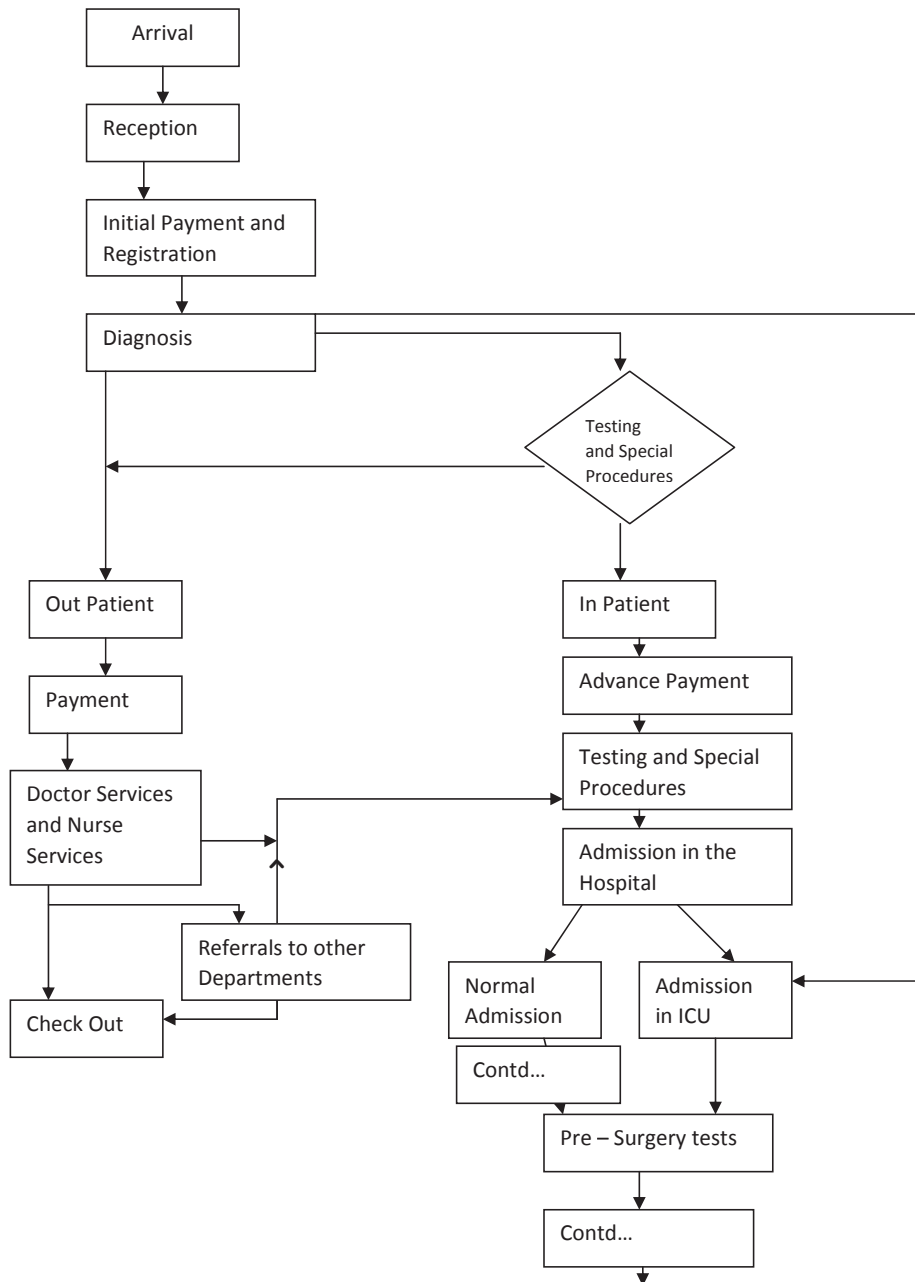 Arrival
Reception
Initial Payment and
Registration
Diagnosis
Testing
and Special
Procedures
Out Patient
In Patient
Payment
Advance Payment
Doctor Services
and Nurse
Services
Testing and Special
Procedures
Admission in the
Hospital
Referrals to other
Departments
Normal
Admission
Admission
in ICU
Check Out
Contd...
Pre – Surgery tests
Contd...